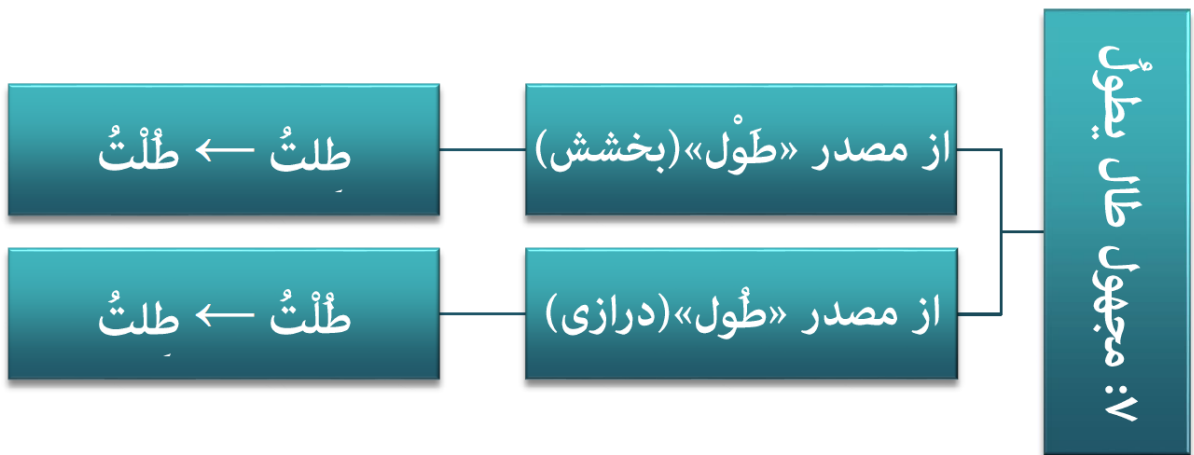 ۷: مجهول طال یطولُ
از مصدر «طَوْل»(بخشش)
طِلتُ ← طُلْتُ
از مصدر «طُول»(درازی)
طُلْتُ ← طِلتُ